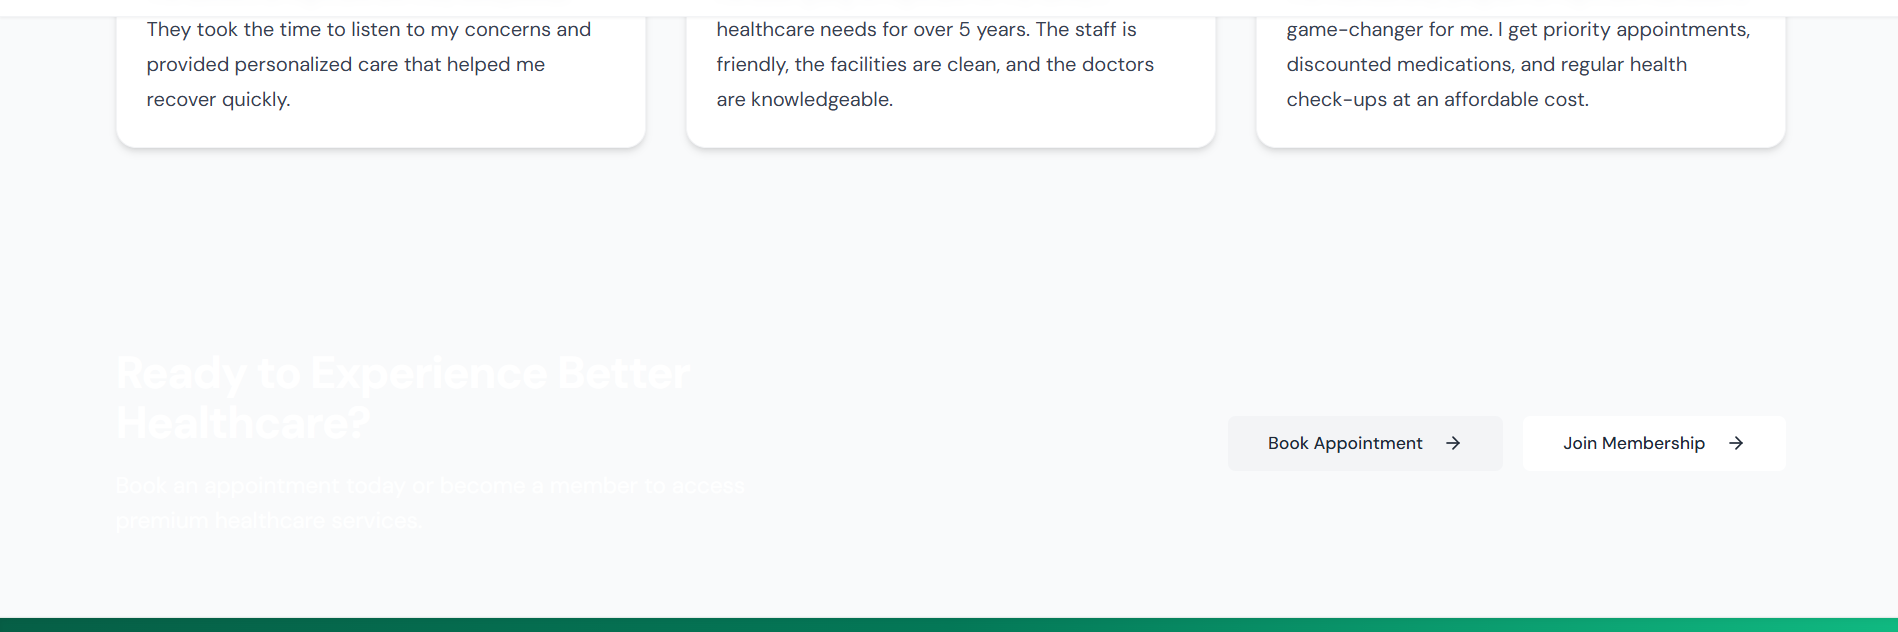 They took the time to listen to my concerns and
provided personalized care that helped me
recover quickly.
healthcare needs for over 5 years. The staff is
friendly, the facilities are clean, and the doctors
are knowledgeable.
game-changer for me. I get priority appointments,
discounted medications, and regular health
check-ups at an affordable cost.
Ready to Experience Better
Healthcare?
Book an appointment today or become a member to access
premium healthcare services.
Book Appointment
Join Membership